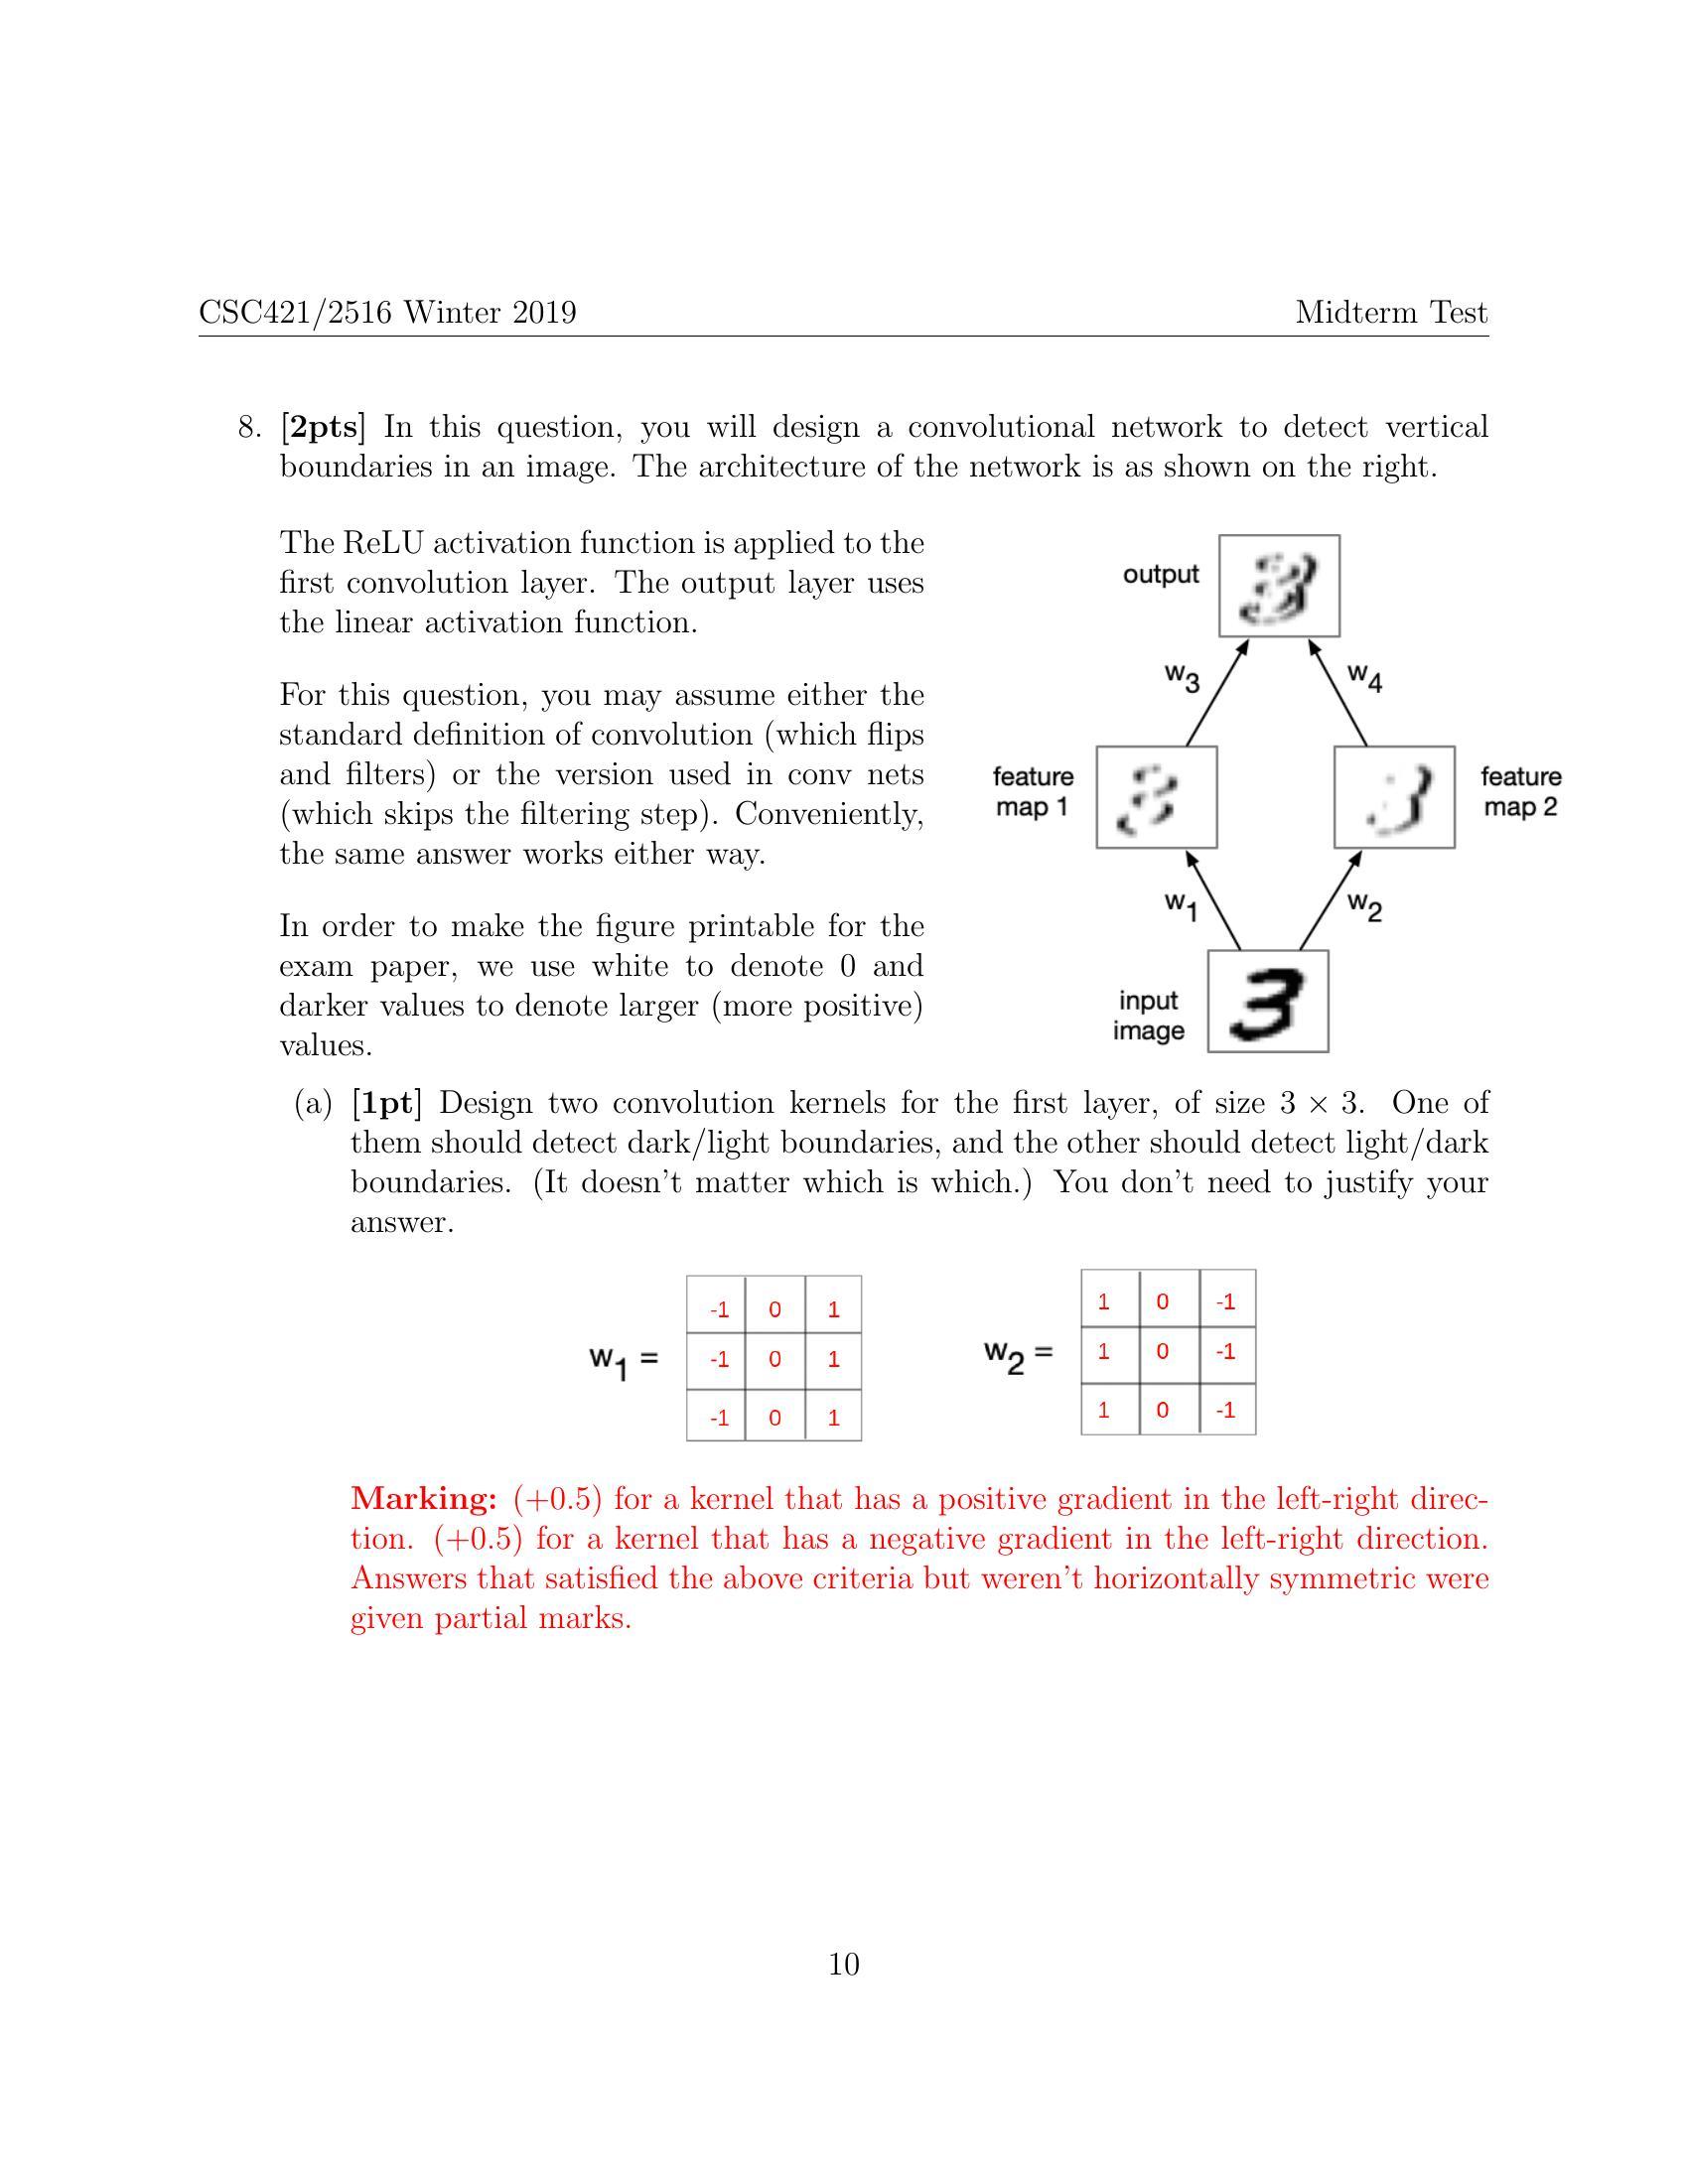 CSC421/2516 Winter 2019 Midterm Test
8. [2pts] In this question, you will design a convolutional network to detect vertical
boundaries in an image. The architecture of the network is as shown on the right.
The ReLU activation function is applied to the
first convolution layer. The output layer uses
the linear activation function.
For this question, you may assume either the
standard definition of convolution (which flips
and filters) or the version used in conv nets
(which skips the filtering step). Conveniently,
the same answer works either way.
In order to make the figure printable for the
exam paper, we use white to denote 0 and
darker values to denote larger (more positive)
values.
output
w3 w4
feature
map 1
feature
map 2
w1 w2
input
image
3
(a) [1pt] Design two convolution kernels for the first layer, of size 3 × 3. One of
them should detect dark/light boundaries, and the other should detect light/dark
boundaries. (It doesn't matter which is which.) You don't need to justify your
answer.
w1 =
-1 0 1
-1 0 1
-1 0 1
w2 =
1 0 -1
1 0 -1
1 0 -1
Marking: (+0.5) for a kernel that has a positive gradient in the left-right direc-
tion. (+0.5) for a kernel that has a negative gradient in the left-right direction.
Answers that satisfied the above criteria but weren't horizontally symmetric were
given partial marks.
10